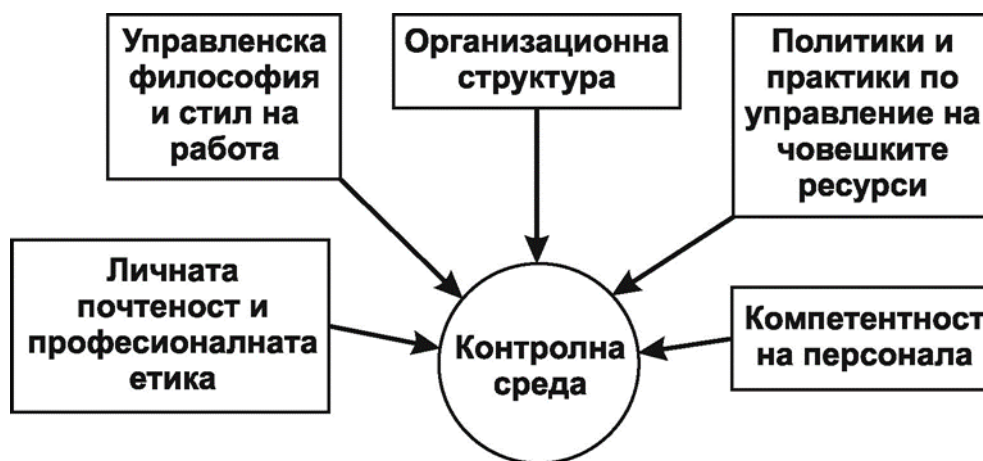 Управленска
философия
и стил на
работа
Организационна
структура
Политики и
практики по
управление на
човешките
ресурси
Личната
почтеност и
професионалната
етика
Контролна
среда
Компетентност
на персонала